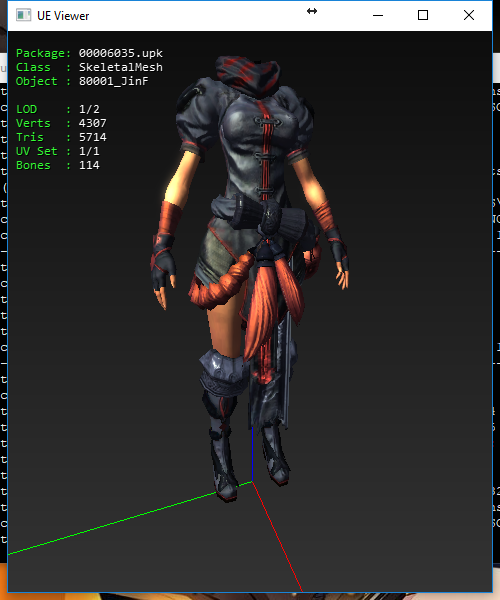 UE Viewer
Package: 00006035.upk
Class : SkeletalMesh
Object : 80001_JinF
LOD : 1/2
Verts : 4307
Tris : 5714
UV Set : 1/1
Bones : 114